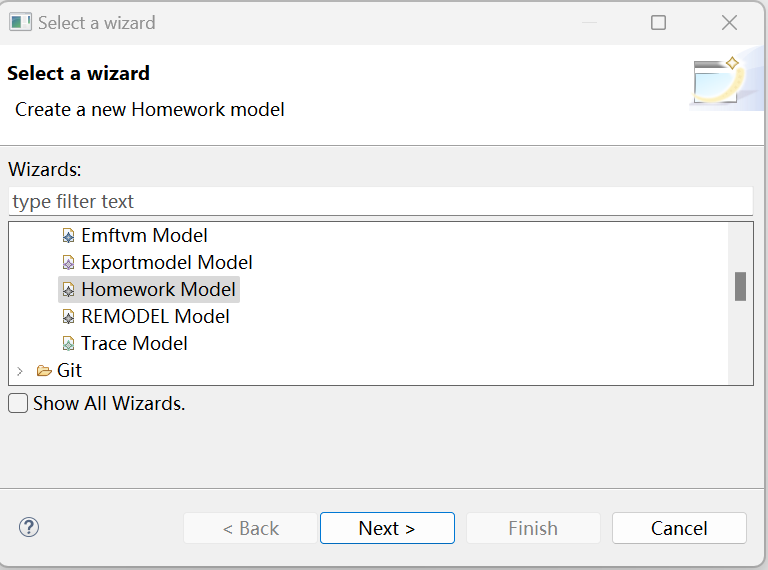 Select a wizard
Select a wizard
Create a new Homework model
Wizards:
type filter text
Emftvm Model
Exportmodel Model
Homework Model
REMODEL Model
Trace Model
Git
Show All Wizards.
? < Back Next > Finish Cancel